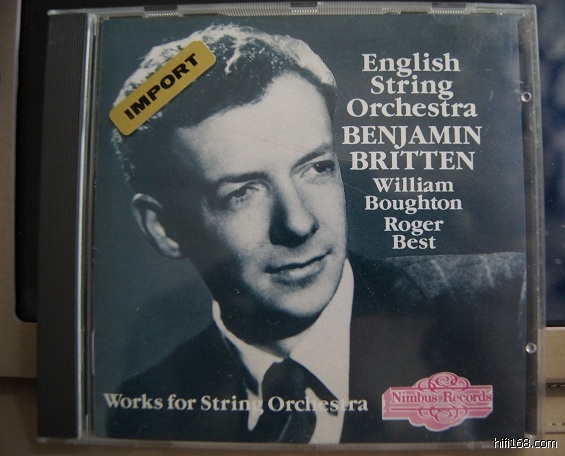 IMPORT
English
String
Orchestra
BENJAMIN
BRITTEN
William
Boughton
Roger
Best
Works for String Orchestra
Nimbus Records
hifi168.com